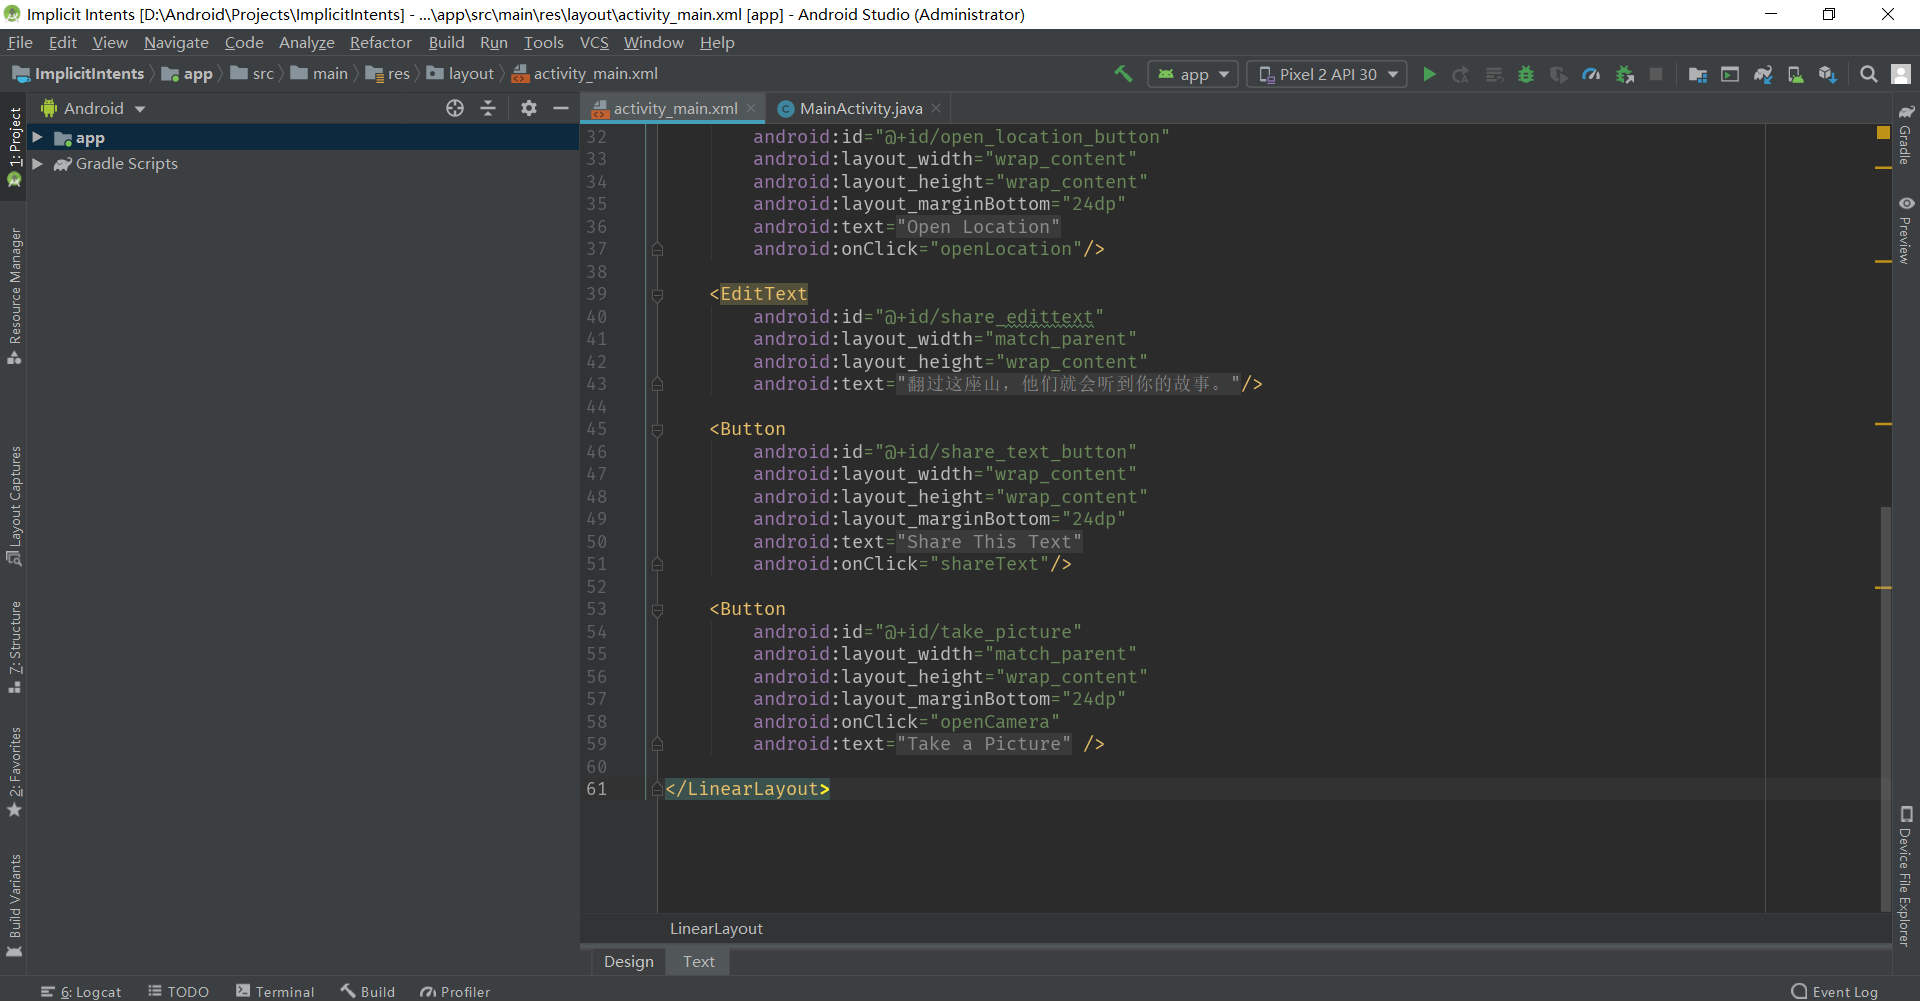 Implicit Intents [D:\Android\Projects\ImplicitIntents] - ...\app\src\main\res\layout\activity_main.xml [app] - Android Studio (Administrator)
File Edit View Navigate Code Analyze Refactor Build Run Tools VCS Window Help
ImplicitIntents app src main res layout activity_main.xml app Pixel 2 API 30
Android activity_main.xml MainActivity.java
app
Gradle Scripts
1: Project
Resource Manager
Layout Captures
7: Structure
2: Favorites
Build Variants
32 android:id="@+id/open_location_button"
33 android:layout_width="wrap_content"
34 android:layout_height="wrap_content"
35 android:layout_marginBottom="24dp"
36 android:text="Open Location"
37 android:onClick="openLocation"/>
38
39 <EditText
40 android:id="@+id/share_edittext"
41 android:layout_width="match_parent"
42 android:layout_height="wrap_content"
43 android:text="翻过这座山，他们就会听到你的故事。"/>
44
45 <Button
46 android:id="@+id/share_text_button"
47 android:layout_width="wrap_content"
48 android:layout_height="wrap_content"
49 android:layout_marginBottom="24dp"
50 android:text="Share This Text"
51 android:onClick="shareText"/>
52
53 <Button
54 android:id="@+id/take_picture"
55 android:layout_width="match_parent"
56 android:layout_height="wrap_content"
57 android:layout_marginBottom="24dp"
58 android:onClick="openCamera"
59 android:text="Take a Picture" />
60
61 </LinearLayout>
LinearLayout
Design Text
Gradle
Preview
Device File Explorer
6: Logcat TODO Terminal Build Profiler Event Log